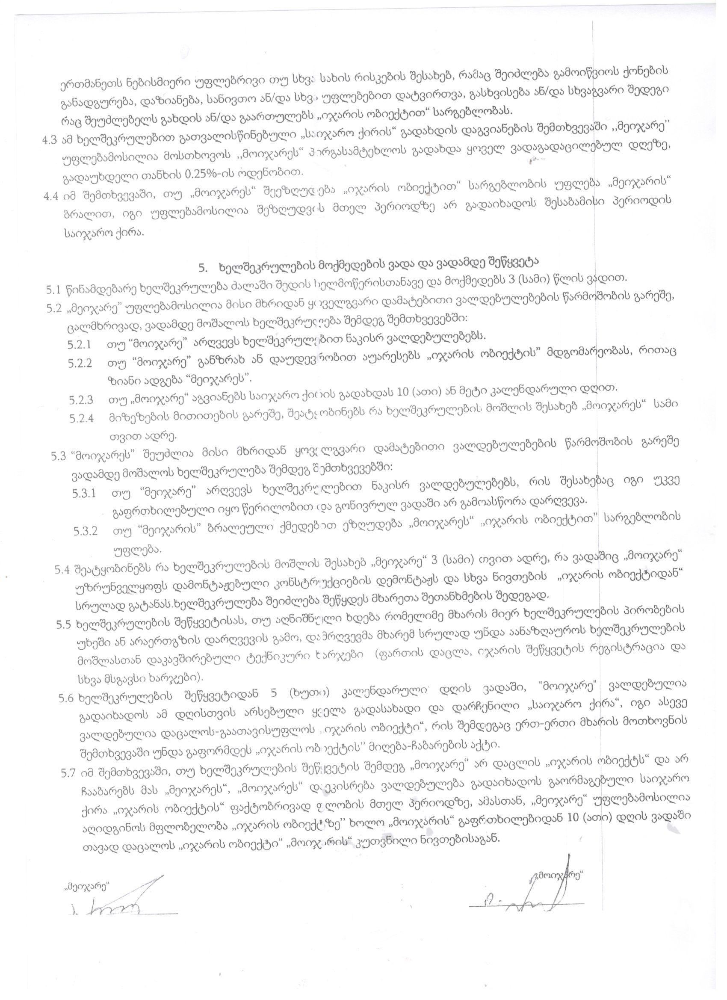 ერთმანეთს ნებისმიერი უფლებრივი თუ სხვა სახის რისკების შესახებ, რამაც შეიძლება გამოიწვიოს ქონების
განადგურება, დაზიანება, სანივთო ან/და სხვა უფლებებით დატვირთვა, გასხვისება ან/და სხვაგვარი შედეგი
რაც შეუძლებელს გახდის ან/და გაართულებს „იჯარის ობიექტით“ სარგებლობას.
4.3 ამ ხელშეკრულებით გათვალისწინებული „საიჯარო ქირის“ გადახდის დაგვიანების შემთხვევაში ,,მეიჯარე”
უფლებამოსილია მოსთხოვოს ,,მოიჯარეს“ პირგასამტეხლოს გადახდა ყოველ ვადაგადაცილებულ დღეზე,
გადაუხდელი თანხის 0.25%-ის ოდენობით.
4.4 იმ შემთხვევაში, თუ „მოიჯარეს“ შეეზღუდება „იჯარის ობიექტით“ სარგებლობის უფლება „მეიჯარის“
ბრალით, იგი უფლებამოსილია შეზღუდვის მთელ პერიოდზე არ გადაიხადოს შესაბამისი პერიოდის
საიჯარო ქირა.
5. ხელშეკრულების მოქმედების ვადა და ვადამდე შეწყვეტა
5.1 წინამდებარე ხელშეკრულება ძალაში შედის ხელმოწერისთანავე და მოქმედებს 3 (სამი) წლის ვადით.
5.2 „მეიჯარე” უფლებამოსილია მისი მხრიდან ყოველგვარი დამატებითი ვალდებულებების წარმოშობის გარეშე,
ცალმხრივად, ვადამდე მოშალოს ხელშეკრულება შემდეგ შემთხვევებში:
5.2.1 თუ “მოიჯარე” არღვევს ხელშეკრულებით ნაკისრ ვალდებულებებს.
5.2.2 თუ “მოიჯარე” განზრახ ან დაუდევრობით აუარესებს „იჯარის ობიექტის” მდგომარეობას, რითაც
ზიანი ადგება “მეიჯარეს”.
5.2.3 თუ „მოიჯარე“ აგვიანებს საიჯარო ქირის გადახდას 10 (ათი) ან მეტი კალენდარული დღით.
5.2.4 მიზეზების მითითების გარეშე, შეატყობინებს რა ხელშეკრულების მოშლის შესახებ „მოიჯარეს“ სამი
თვით ადრე.
5.3 “მოიჯარეს” შეუძლია მისი მხრიდან ყოველგვარი დამატებითი ვალდებულებების წარმოშობის გარეშე
ვადამდე მოშალოს ხელშეკრულება შემდეგ შემთხვევებში:
5.3.1 თუ “მეიჯარე” არღვევს ხელშეკრულებით ნაკისრ ვალდებულებებს, რის შესახებაც იგი უკვე
გაფრთხილებული იყო წერილობით და გონივრულ ვადაში არ გამოასწორა დარღვევა.
5.3.2 თუ “მეიჯარის” ბრალეული ქმედებით ეზღუდება „მოიჯარეს“ „იჯარის ობიექტით” სარგებლობის
უფლება.
5.4 შეატყობინებს რა ხელშეკრულების მოშლის შესახებ „მეიჯარე“ 3 (სამი) თვით ადრე, რა ვადაშიც „მოიჯარე“
უზრუნველყოფს დამონტაჟებული კონსტრუქციების დემონტაჟს და სხვა ნივთების „იჯარის ობიექტიდან“
სრულად გატანას.ხელშეკრულება შეიძლება შეწყდეს მხარეთა შეთანხმების შედეგად.
5.5 ხელშეკრულების შეწყვეტისას, თუ აღნიშნული ხდება რომელიმე მხარის მიერ ხელშეკრულების პირობების
უხეში ან არაერთგზის დარღვევის გამო, დამრღვევმა მხარემ სრულად უნდა აანაზღაუროს ხელშეკრულების
მოშლასთან დაკავშირებული ტექნიკური ხარჯები (ფართის დაცლა, იჯარის შეწყვეტის რეგისტრაცია და
სხვა მსგავსი ხარჯები).
5.6 ხელშეკრულების შეწყვეტიდან 5 (ხუთი) კალენდარული დღის ვადაში, "მოიჯარე" ვალდებულია
გადაიხადოს ამ დღისთვის არსებული ყველა გადასახადი და დარჩენილი „საიჯარო ქირა“, იგი ასევე
ვალდებულია დაცალოს-გაათავისუფლოს „იჯარის ობიექტი“, რის შემდეგაც ერთ-ერთი მხარის მოთხოვნის
შემთხვევაში უნდა გაფორმდეს „იჯარის ობიექტის” მიღება-ჩაბარების აქტი.
5.7 იმ შემთხვევაში, თუ ხელშეკრულების შეწყვეტის შემდეგ „მოიჯარე“ არ დაცლის „იჯარის ობიექტს“ და არ
ჩააბარებს მას „მეიჯარეს“, „მოიჯარეს“ დაეკისრება ვალდებულება გადაიხადოს გაორმაგებული საიჯარო
ქირა „იჯარის ობიექტის“ ფაქტობრივად ფლობის მთელ პერიოდზე, ამასთან, „მეიჯარე“ უფლებამოსილია
აღიდგინოს მფლობელობა „იჯარის ობიექტზე” ხოლო „მოიჯარის“ გაფრთხილებიდან 10 (ათი) დღის ვადაში
თავად დაცალოს „იჯარის ობიექტი“ „მოიჯარის“ კუთვნილი ნივთებისაგან.
„მეიჯარე“
„მოიჯარე“